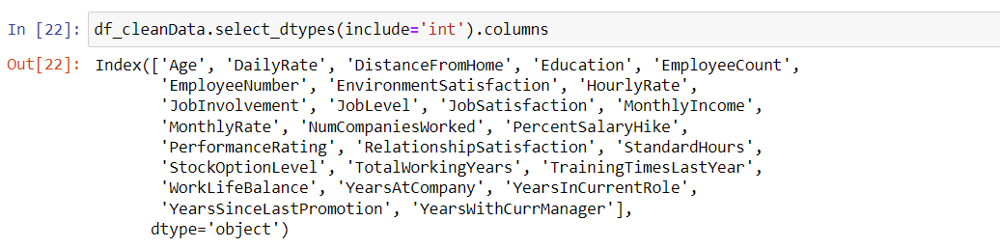 In [22]: df_cleanData.select_dtypes(include='int').columns
Out[22]: Index(['Age', 'DailyRate', 'DistanceFromHome', 'Education', 'EmployeeCount',
'EmployeeNumber', 'EnvironmentSatisfaction', 'HourlyRate',
'JobInvolvement', 'JobLevel', 'JobSatisfaction', 'MonthlyIncome',
'MonthlyRate', 'NumCompaniesWorked', 'PercentSalaryHike',
'PerformanceRating', 'RelationshipSatisfaction', 'StandardHours',
'StockOptionLevel', 'TotalWorkingYears', 'TrainingTimesLastYear',
'WorkLifeBalance', 'YearsAtCompany', 'YearsInCurrentRole',
'YearsSinceLastPromotion', 'YearsWithCurrManager'],
dtype='object')